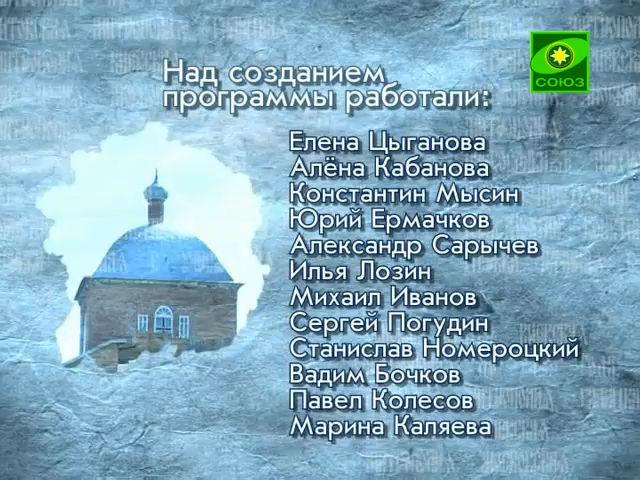 СОЮЗ
Над созданием
программы работали:
Елена Цыганова
Алёна Кабанова
Константин Мысин
Юрий Ермачков
Александр Сарычев
Илья Лозин
Михаил Иванов
Сергей Погудин
Станислав Номероцкий
Вадим Бочков
Павел Колесов
Марина Каляева